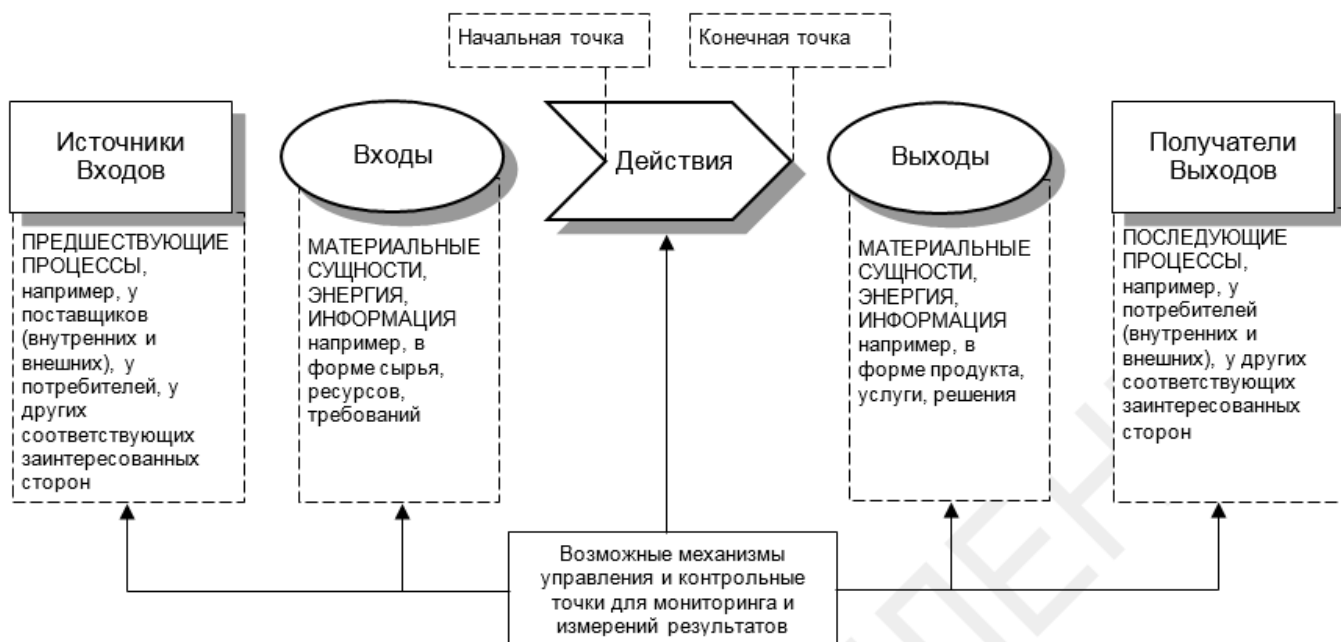 Начальная точка
Конечная точка
Источники
Входов
Входы
Действия
Выходы
Получатели
Выходов
ПРЕДШЕСТВУЮЩИЕ
ПРОЦЕССЫ,
например, у
поставщиков
(внутренних и
внешних), у
потребителей, у
других
соответствующих
заинтересованных
сторон
МАТЕРИАЛЬНЫЕ
СУЩНОСТИ,
ЭНЕРГИЯ,
ИНФОРМАЦИЯ
например, в
форме сырья,
ресурсов,
требований
МАТЕРИАЛЬНЫЕ
СУЩНОСТИ,
ЭНЕРГИЯ,
ИНФОРМАЦИЯ
например, в
форме продукта,
услуги, решения
ПОСЛЕДУЮЩИЕ
ПРОЦЕССЫ,
например, у
потребителей
(внутренних и
внешних), у других
соответствующих
заинтересованных
сторон
Возможные механизмы
управления и контрольные
точки для мониторинга и
измерений результатов